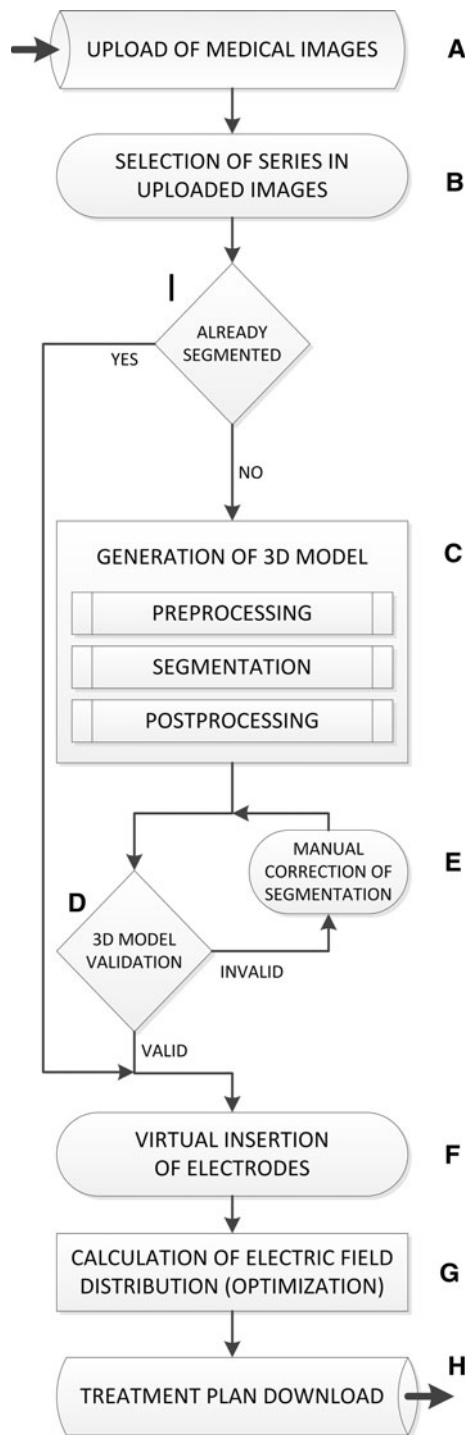 UPLOAD OF MEDICAL IMAGES
A
SELECTION OF SERIES IN
UPLOADED IMAGES
B
I
ALREADY
SEGMENTED
YES
NO
GENERATION OF 3D MODEL
C
PREPROCESSING
SEGMENTATION
POSTPROCESSING
MANUAL
CORRECTION OF
SEGMENTATION
E
D
3D MODEL
VALIDATION
INVALID
VALID
VIRTUAL INSERTION
OF ELECTRODES
F
CALCULATION OF ELECTRIC FIELD
DISTRIBUTION (OPTIMIZATION)
G
TREATMENT PLAN DOWNLOAD
H